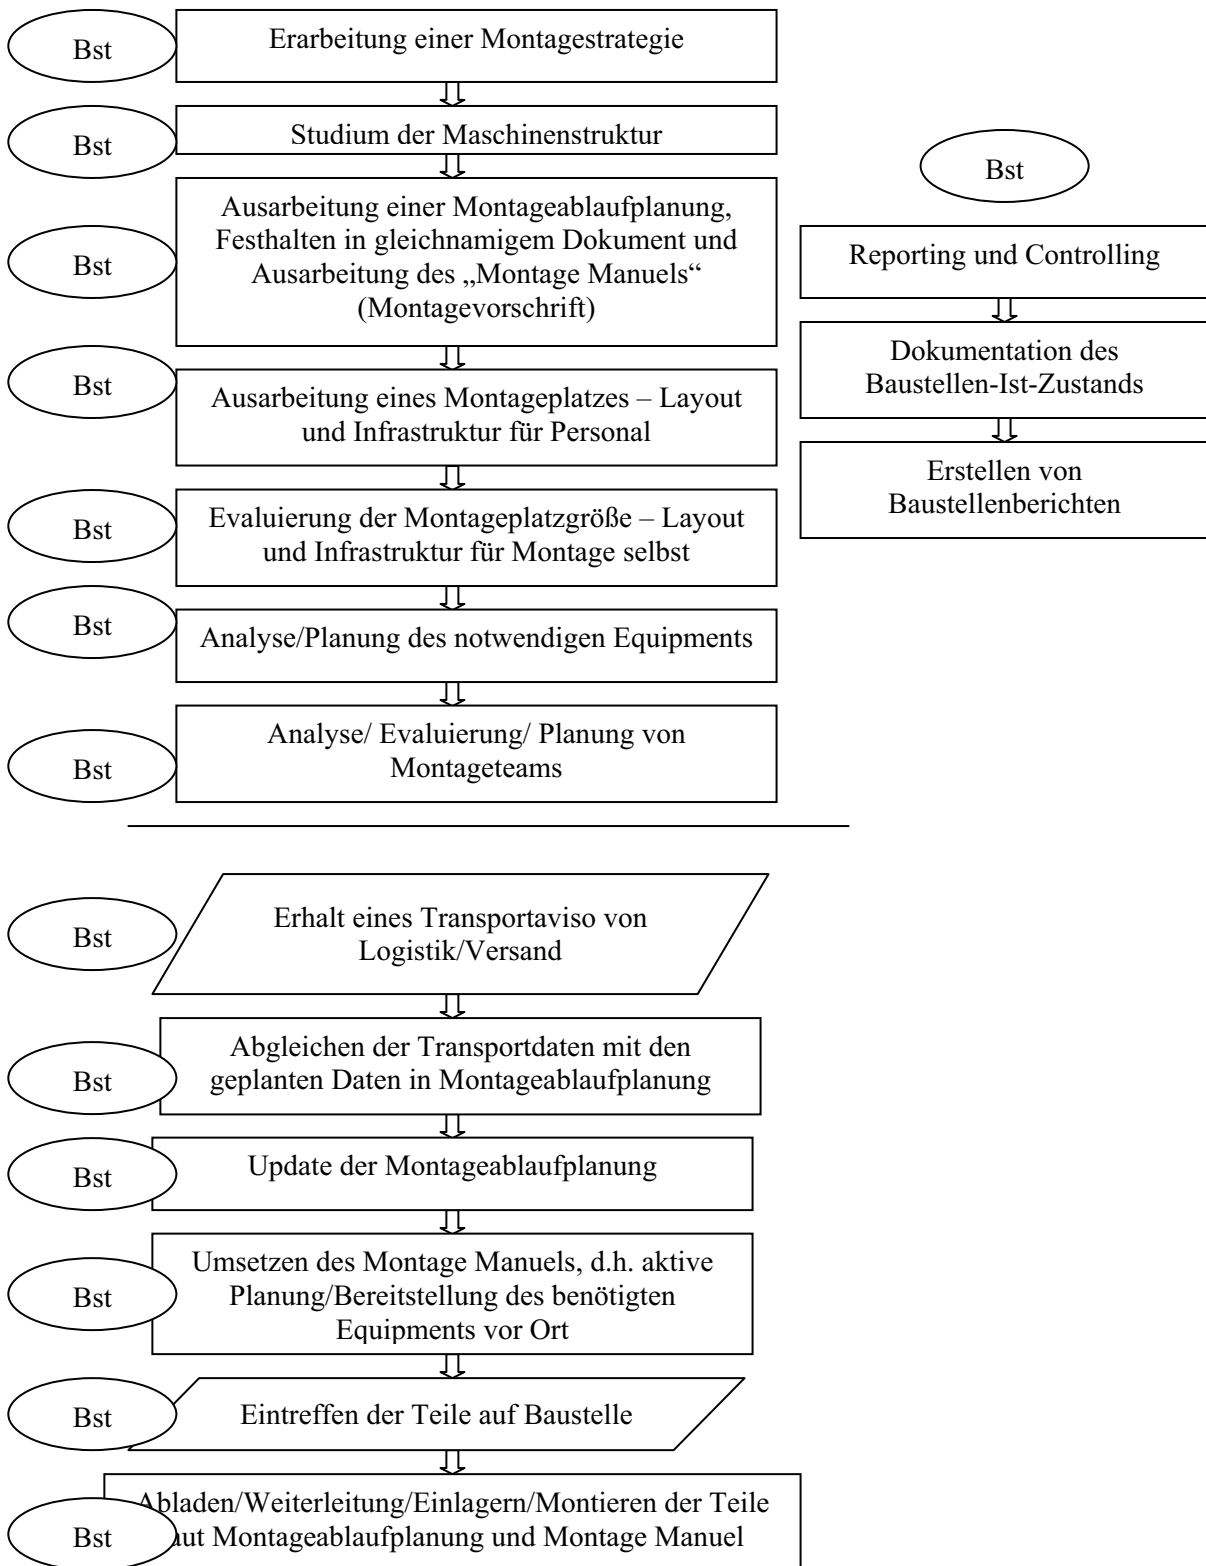 Bst
Erarbeitung einer Montagestrategie
Bst
Studium der Maschinenstruktur
Bst
Ausarbeitung einer Montageablaufplanung,
Festhalten in gleichnamigem Dokument und
Ausarbeitung des „Montage Manuels“
(Montagevorschrift)
Bst
Ausarbeitung eines Montageplatzes – Layout
und Infrastruktur für Personal
Bst
Evaluierung der Montageplatzgröße – Layout
und Infrastruktur für Montage selbst
Bst
Analyse/Planung des notwendigen Equipments
Bst
Analyse/ Evaluierung/ Planung von
Montageteams
Bst
Reporting und Controlling
Dokumentation des
Baustellen-Ist-Zustands
Erstellen von
Baustellenberichten
Bst
Erhalt eines Transportaviso von
Logistik/Versand
Bst
Abgleichen der Transportdaten mit den
geplanten Daten in Montageablaufplanung
Bst
Update der Montageablaufplanung
Bst
Umsetzen des Montage Manuels, d.h. aktive
Planung/Bereitstellung des benötigten
Equipments vor Ort
Bst
Eintreffen der Teile auf Baustelle
Bst
Abladen/Weiterleitung/Einlagern/Montieren der Teile
laut Montageablaufplanung und Montage Manuel